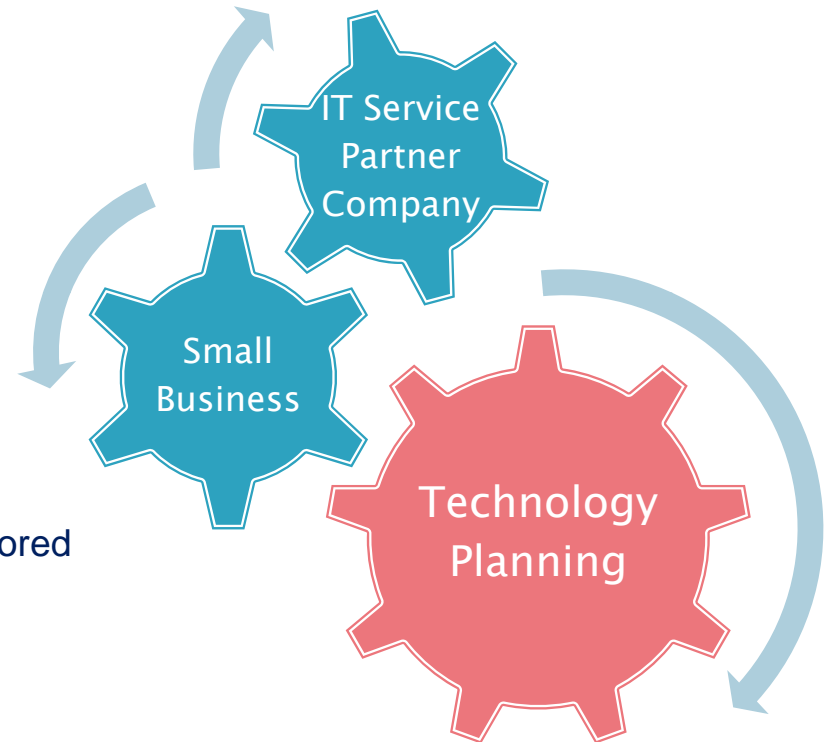 IT Service
Partner
Company
Small
Business
Technology
Planning
ored